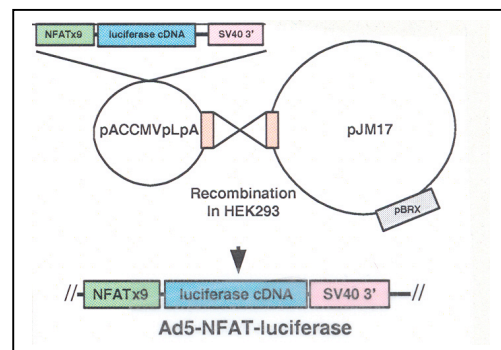 NFATx9 luciferase cDNA SV40 3'
pACCMVpLpA
pJM17
Recombination
In HEK293
pBRX
// NFATx9 luciferase cDNA SV40 3' //
Ad5-NFAT-luciferase